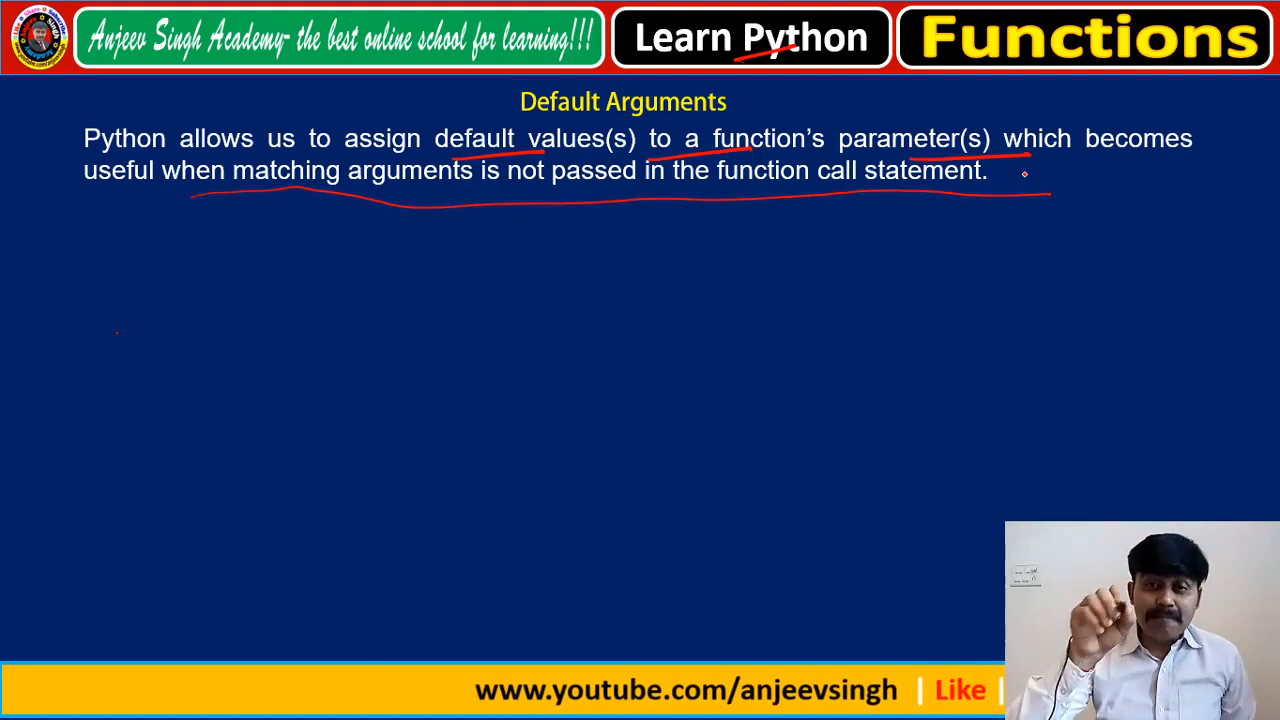 Anjeev Singh Academy- the best online school for learning!!!
Learn Python
Functions
Default Arguments
Python allows us to assign default values(s) to a function's parameter(s) which becomes
useful when matching arguments is not passed in the function call statement.
www.youtube.com/anjeevsingh | Like |